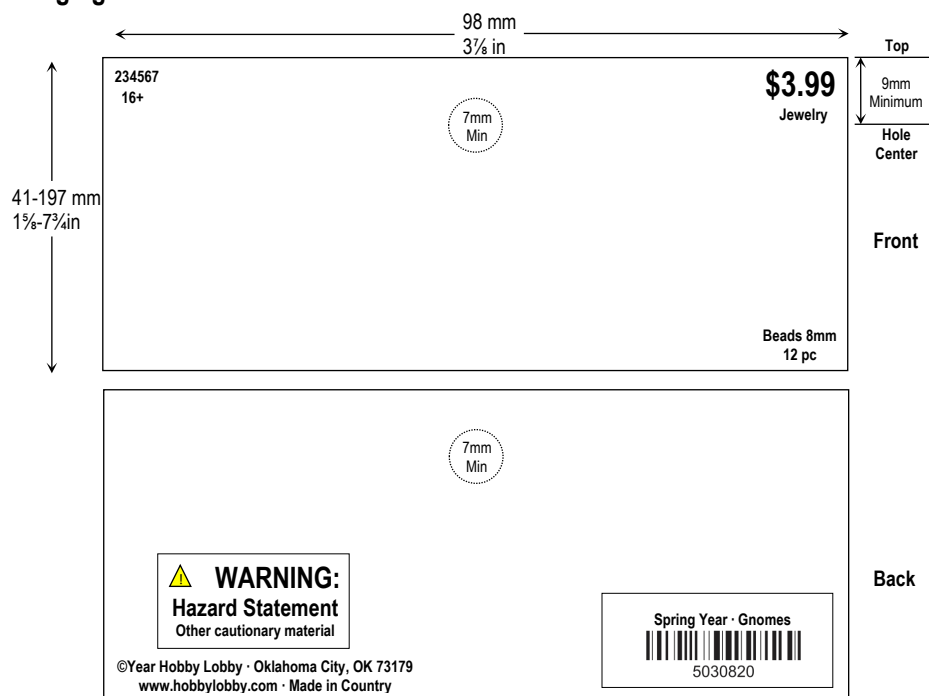 98 mm
3⅞ in
Top
234567
16+
$3.99
Jewelry
7mm
Min
9mm
Minimum
Hole
Center
41-197 mm
1⅝-7¾in
Front
Beads 8mm
12 pc
7mm
Min
WARNING:
Hazard Statement
Other cautionary material
Back
Spring Year · Gnomes
5030820
©Year Hobby Lobby · Oklahoma City, OK 73179
www.hobbylobby.com · Made in Country